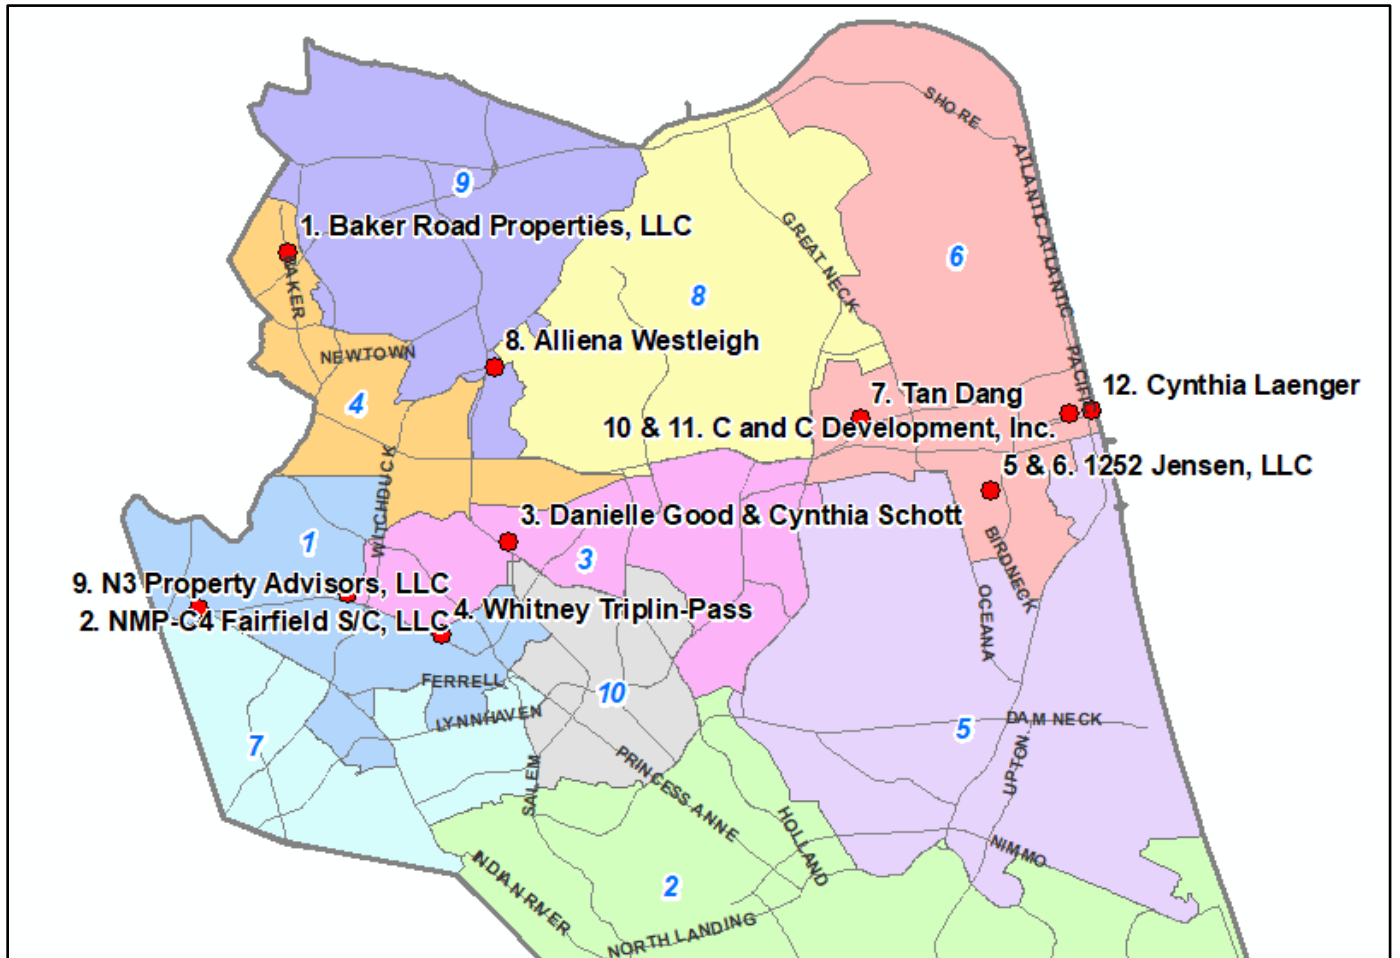 SHORE
ATLANTIC
ATLANTIC
9
1. Baker Road Properties, LLC
GREAT NECK
6
BAKER
8
8. Alliena Westleigh
NEWTOWN
PACIFIC
12. Cynthia Laenger
7. Tan Dang
4
10 & 11. C and C Development, Inc.
5 & 6. 1252 Jensen, LLC
WITCHDUCK
3. Danielle Good & Cynthia Schott
1
3
BIRDNECK
9. N3 Property Advisors, LLC
4. Whitney Triplin-Pass
2. NMP-C4 Fairfield S/C, LLC
OCEANA
FERRELL
10
LYNNHAVEN
DAM NECK
5
7
UPTON
SALEM
PRINCESS ANNE
HOLLAND
NIMMO
INDIAN RIVER
2
NORTH LANDING